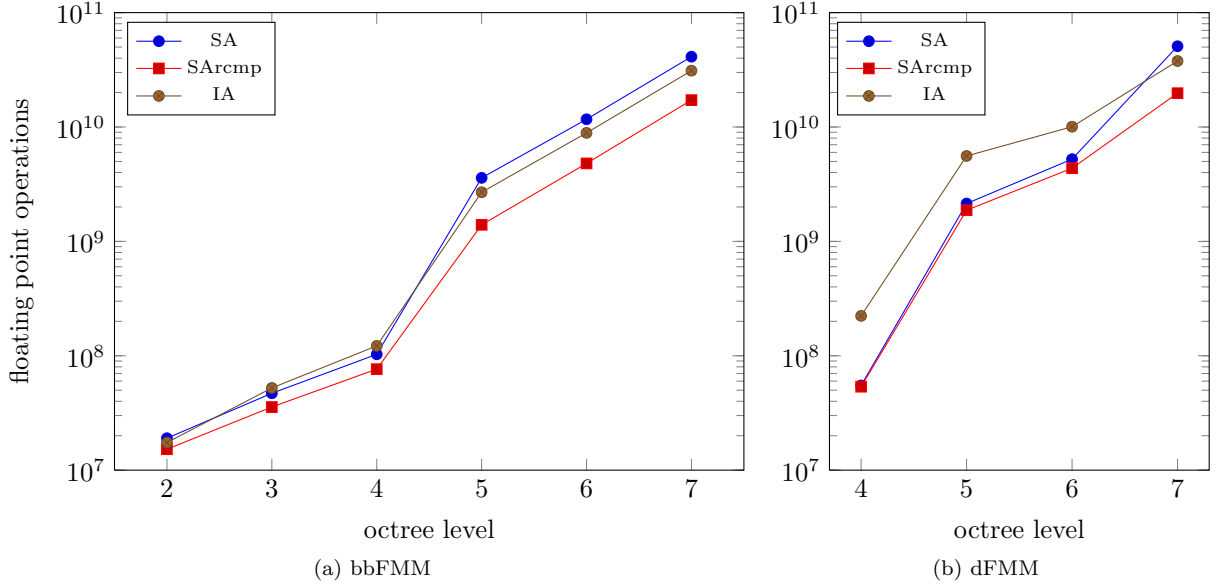 floating point operations
10^11
10^10
10^9
10^8
10^7
SA
SArcmp
IA
2 3 4 5 6 7
octree level
(a) bbFMM
10^11
10^10
10^9
10^8
10^7
SA
SArcmp
IA
4 5 6 7
octree level
(b) dFMM